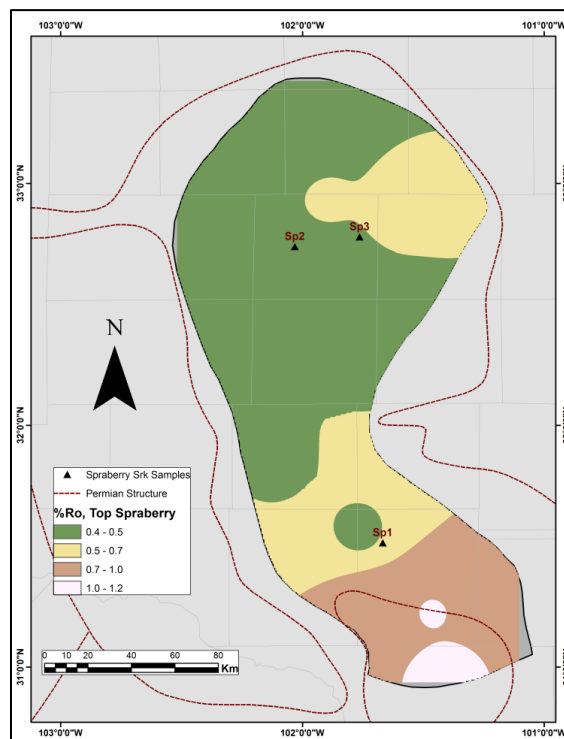 103°0'0"W 102°0'0"W 101°0'0"W
33°0'0"N
Sp3
Sp2
N
32°0'0"N
Spraberry Srk Samples
Permian Structure
%Ro, Top Spraberry
0.4 - 0.5
0.5 - 0.7
0.7 - 1.0
1.0 - 1.2
Sp1
0 5 10 20 40 60 80
Km
31°0'0"N
103°0'0"W 102°0'0"W 101°0'0"W